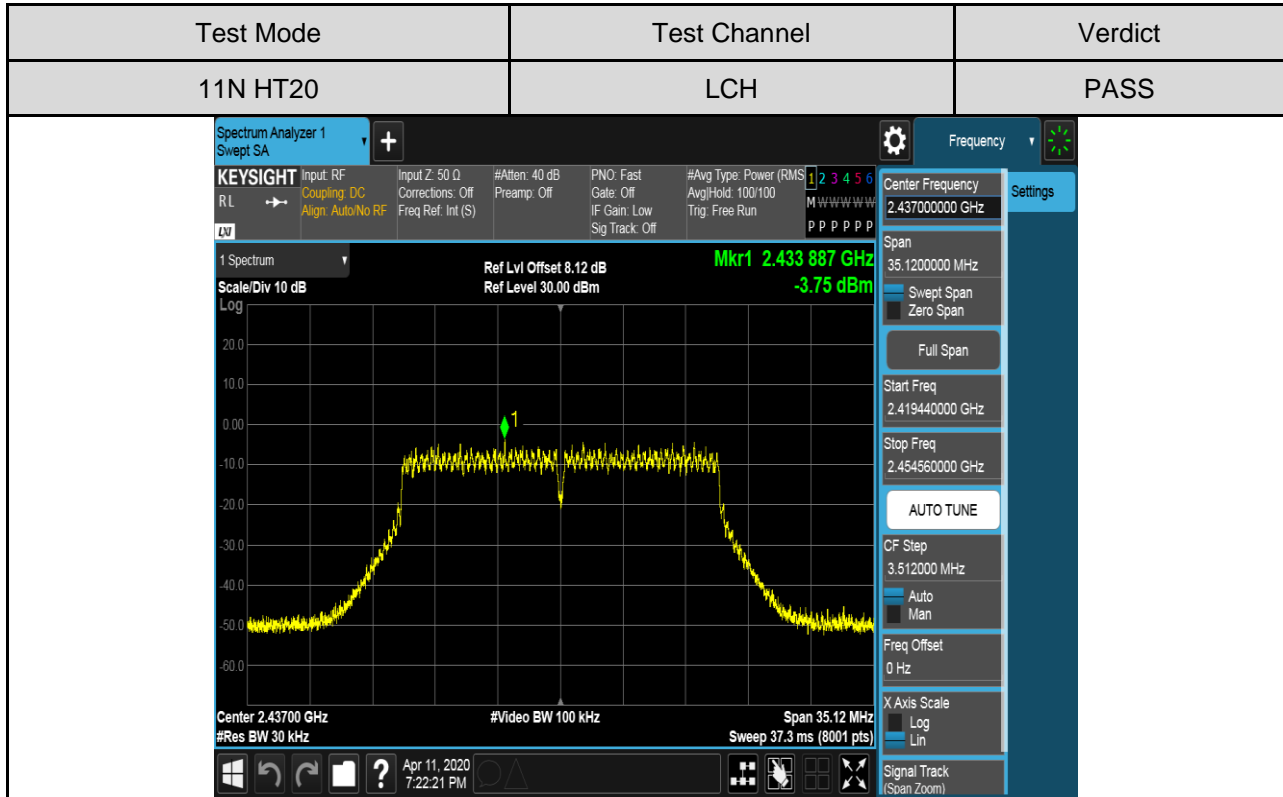 Test Mode Test Channel Verdict
11N HT20 LCH PASS
Spectrum Analyzer 1
Swept SA
+
Frequency
KEYSIGHT
RL
LXI
Input: RF
Coupling: DC
Align: Auto/No RF
Input Z: 50 Ω
Corrections: Off
Freq Ref: Int (S)
#Atten: 40 dB
Preamp: Off
PNO: Fast
Gate: Off
IF Gain: Low
Sig Track: Off
#Avg Type: Power (RMS
Avg|Hold: 100/100
Trig: Free Run
1 2 3 4 5 6
M W W W W W
P P P P P P
1 Spectrum
Scale/Div 10 dB
Ref Lvl Offset 8.12 dB
Ref Level 30.00 dBm
Mkr1 2.433 887 GHz
-3.75 dBm
Log
20.0
10.0
0.00
-10.0
-20.0
-30.0
-40.0
-50.0
-60.0
1
Center 2.43700 GHz
#Res BW 30 kHz
#Video BW 100 kHz
Span 35.12 MHz
Sweep 37.3 ms (8001 pts)
Center Frequency
2.437000000 GHz
Settings
Span
35.1200000 MHz
Swept Span
Zero Span
Full Span
Start Freq
2.419440000 GHz
Stop Freq
2.454560000 GHz
AUTO TUNE
CF Step
3.512000 MHz
Auto
Man
Freq Offset
0 Hz
X Axis Scale
Log
Lin
Signal Track
(Span Zoom)
?
Apr 11, 2020
7:22:21 PM